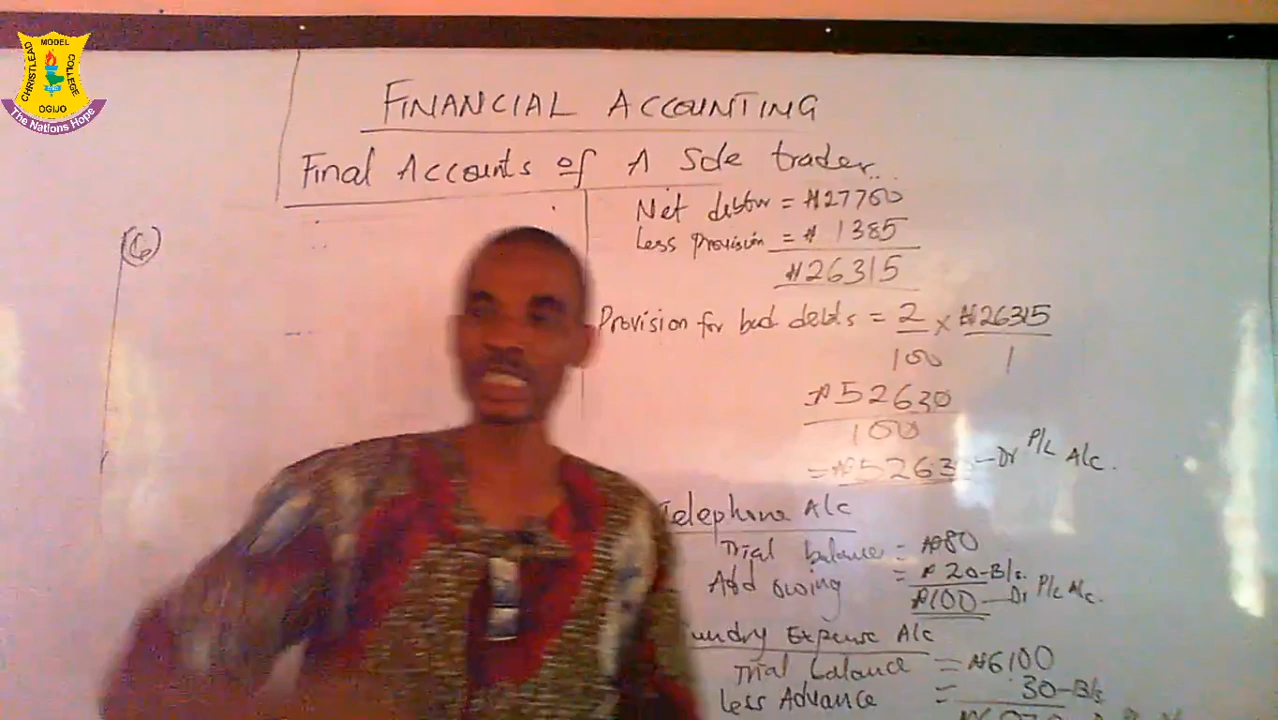 CHRISTLEAD MODEL COLLEGE
OGIJO
The Nations Hope
FINANCIAL ACCOUNTING
Final Accounts of A Sole trader..
(6)
Net debtor = ₦27700
Less Provision = ₦ 1385
₦26315
Provision for bad debts = 2/100 × ₦26315/1
₦52630
100
= ₦5263 – Dr P/L A/c.
Telephone A/c
Trial balance = ₦80
Add owing = ₦ 20 – B/s.
₦100 – Dr P/L A/c.
Sundry Expense A/c
Trial balance = ₦6100
Less Advance = 30 – B/s